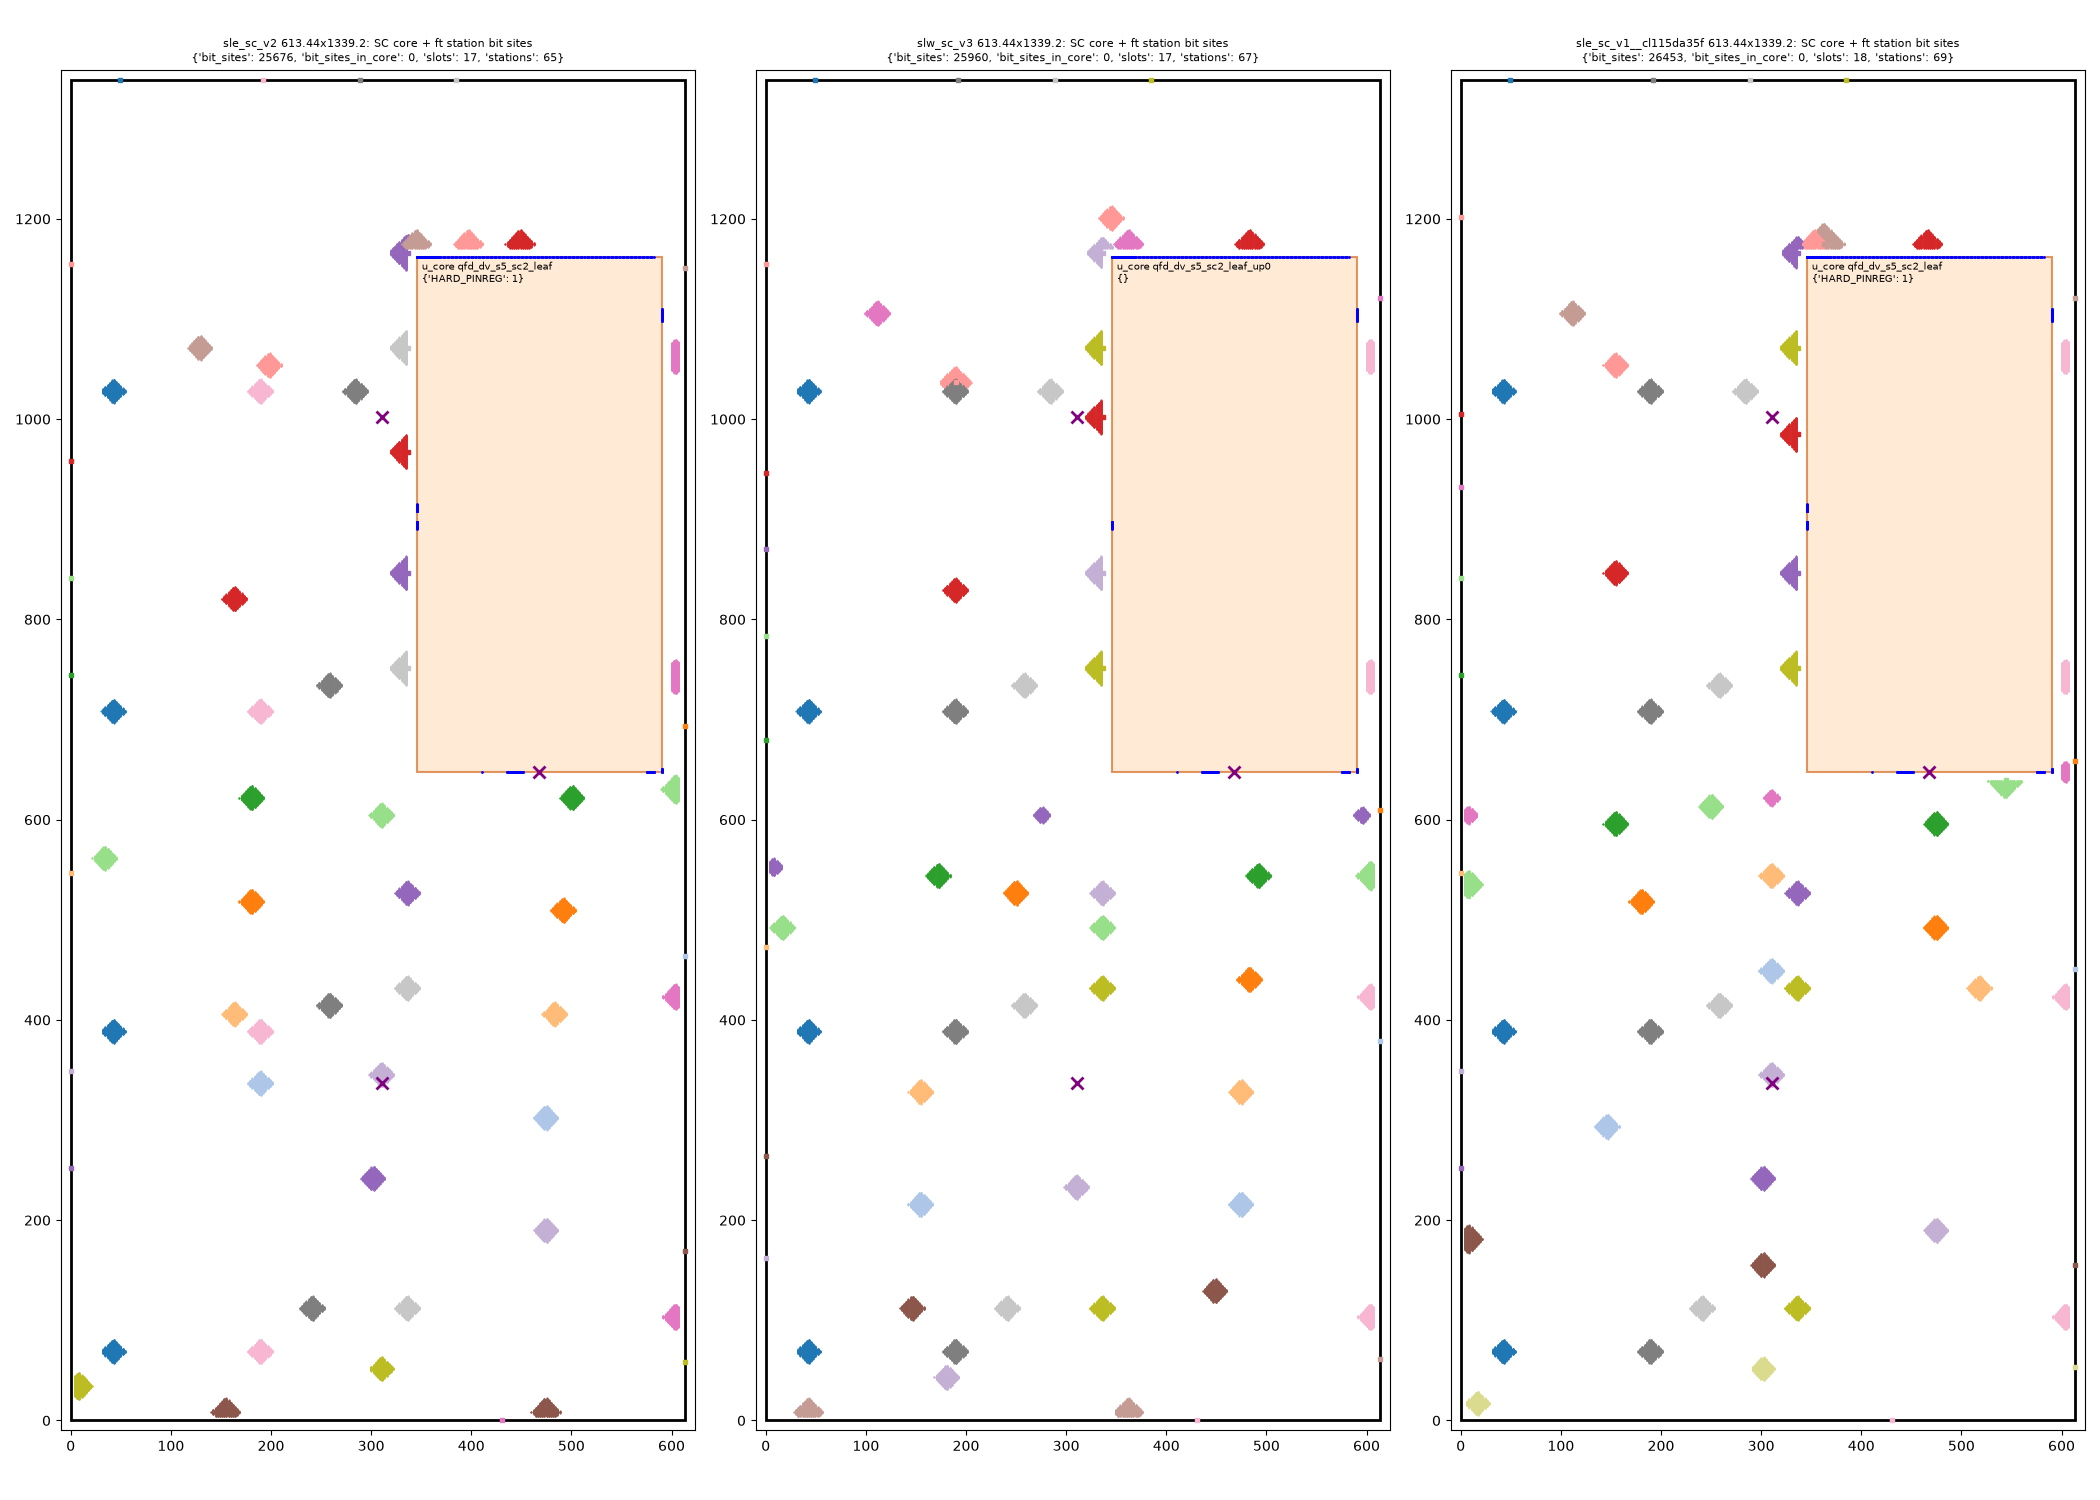 sle_sc_v2 613.44x1339.2: SC core + ft station bit sites
{'bit_sites': 25676, 'bit_sites_in_core': 0, 'slots': 17, 'stations': 65}
u_core qfd_dv_s5_sc2_leaf
{'HARD_PINREG': 1}
1200
1000
800
600
400
200
0
0 100 200 300 400 500 600
slw_sc_v3 613.44x1339.2: SC core + ft station bit sites
{'bit_sites': 25960, 'bit_sites_in_core': 0, 'slots': 17, 'stations': 67}
u_core qfd_dv_s5_sc2_leaf_up0
{}
1200
1000
800
600
400
200
0
0 100 200 300 400 500 600
sle_sc_v1__cl115da35f 613.44x1339.2: SC core + ft station bit sites
{'bit_sites': 26453, 'bit_sites_in_core': 0, 'slots': 18, 'stations': 69}
u_core qfd_dv_s5_sc2_leaf
{'HARD_PINREG': 1}
1200
1000
800
600
400
200
0
0 100 200 300 400 500 600